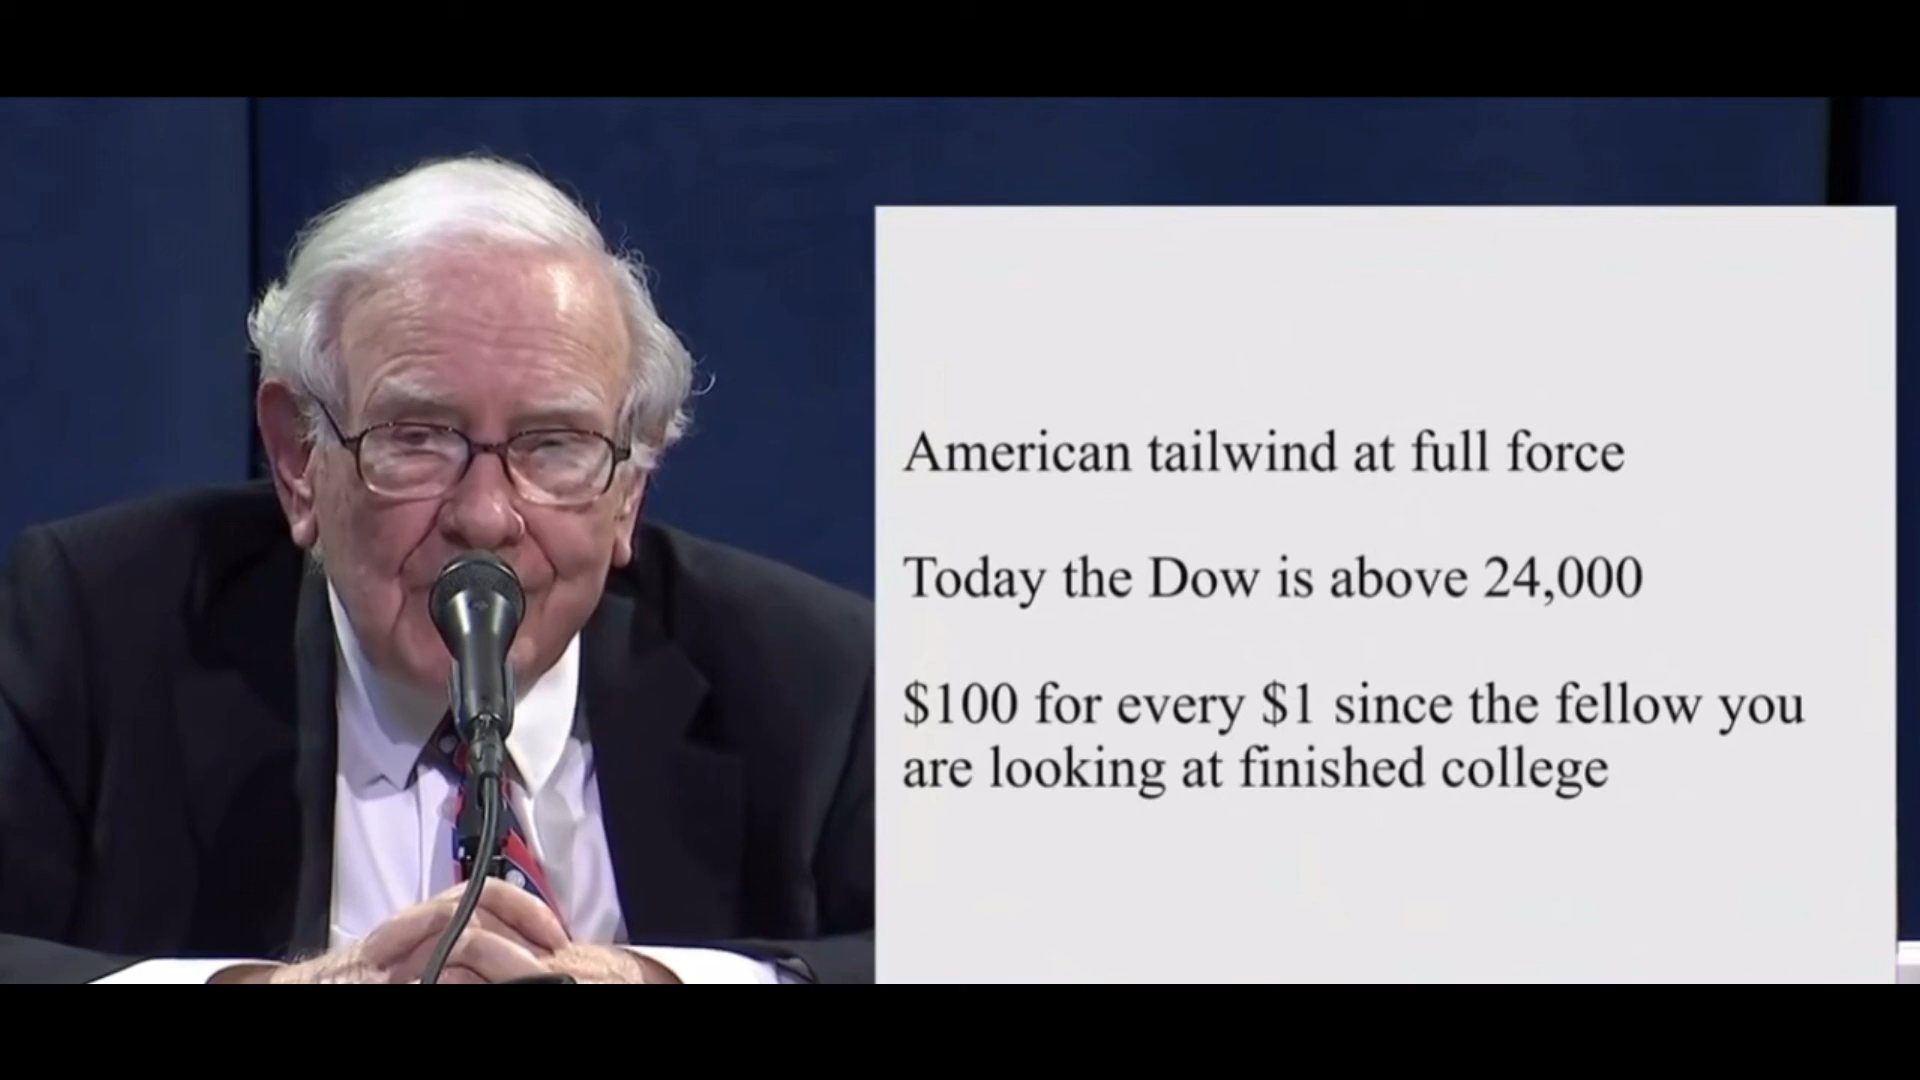 American tailwind at full force
Today the Dow is above 24,000
$100 for every $1 since the fellow you
are looking at finished college